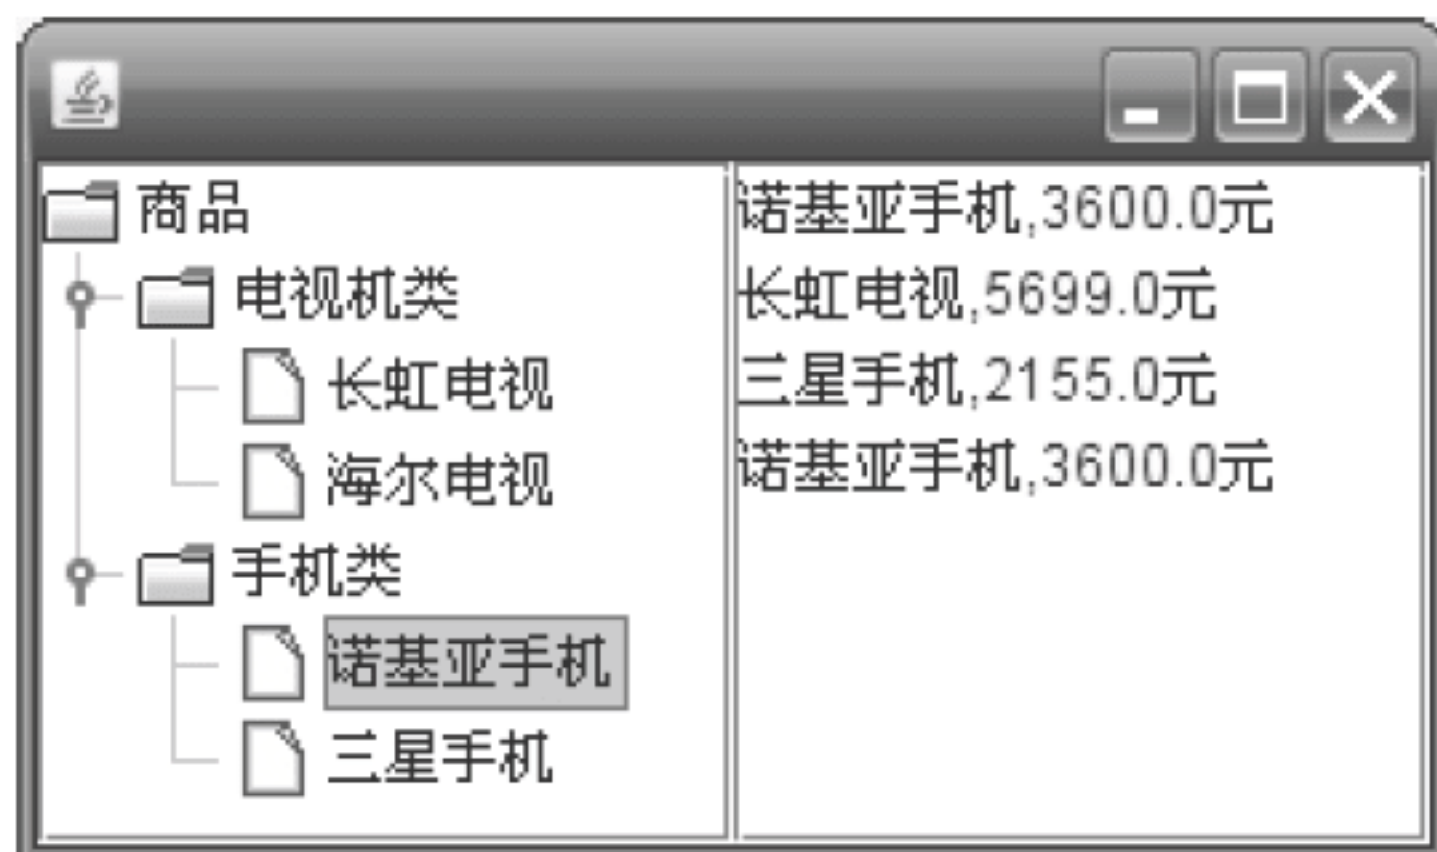 商品
电视机类
长虹电视
海尔电视
手机类
诺基亚手机
三星手机
诺基亚手机,3600.0元
长虹电视,5699.0元
三星手机,2155.0元
诺基亚手机,3600.0元